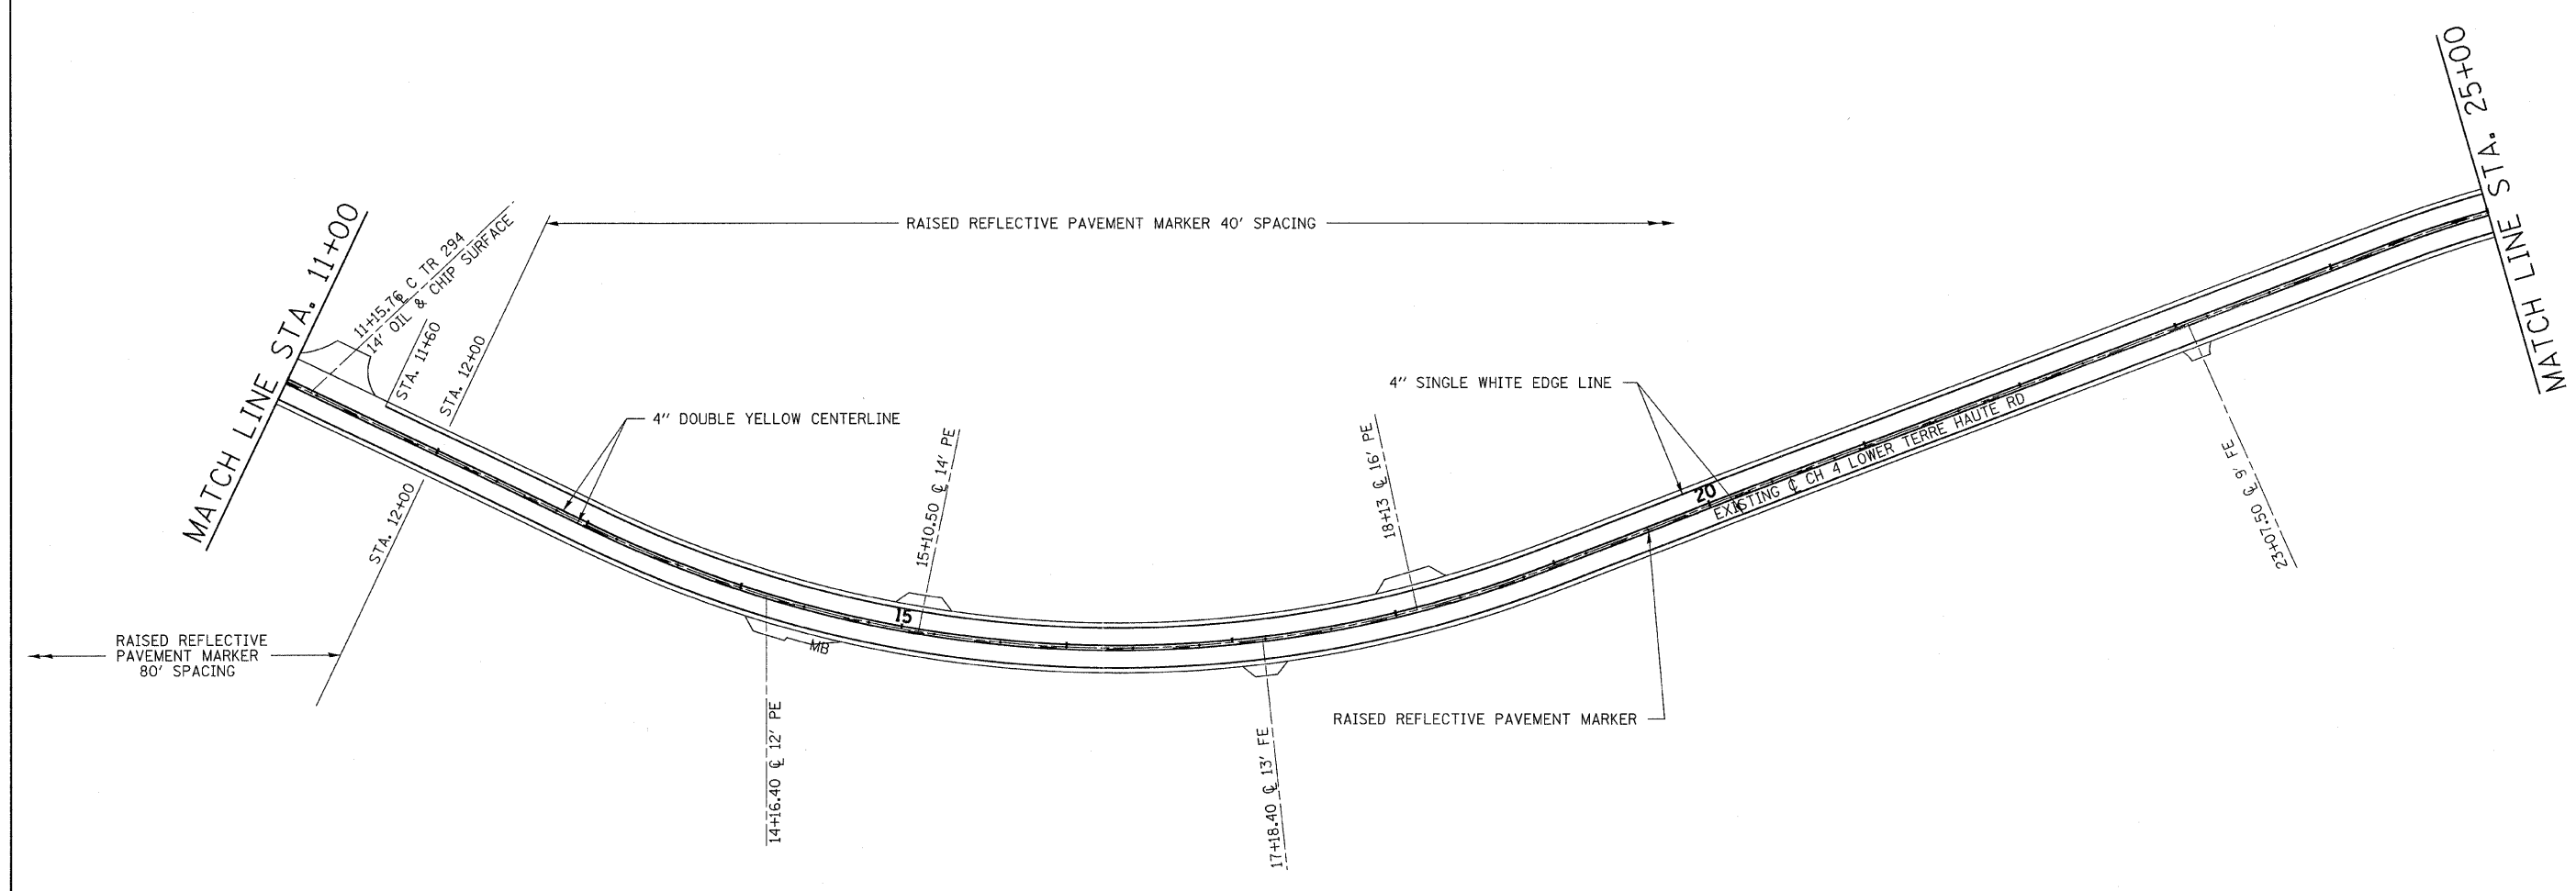 MATCH LINE STA. 11+00
11+15.76 ℄ C TR 294
14' OIL & CHIP SURFACE
STA. 11+60
STA. 12+00
RAISED REFLECTIVE PAVEMENT MARKER 40' SPACING
MATCH LINE STA. 25+00
4" DOUBLE YELLOW CENTERLINE
4" SINGLE WHITE EDGE LINE
15+10.50 ℄ 14' PE
18+13 ℄ 16' PE
20
EXISTING ℄ CH 4 LOWER TERRE HAUTE RD
23+07.50 ℄ 9' FE
STA. 12+00
15
MB
RAISED REFLECTIVE
PAVEMENT MARKER
80' SPACING
14+16.40 ℄ 12' PE
17+18.40 ℄ 13' FE
RAISED REFLECTIVE PAVEMENT MARKER